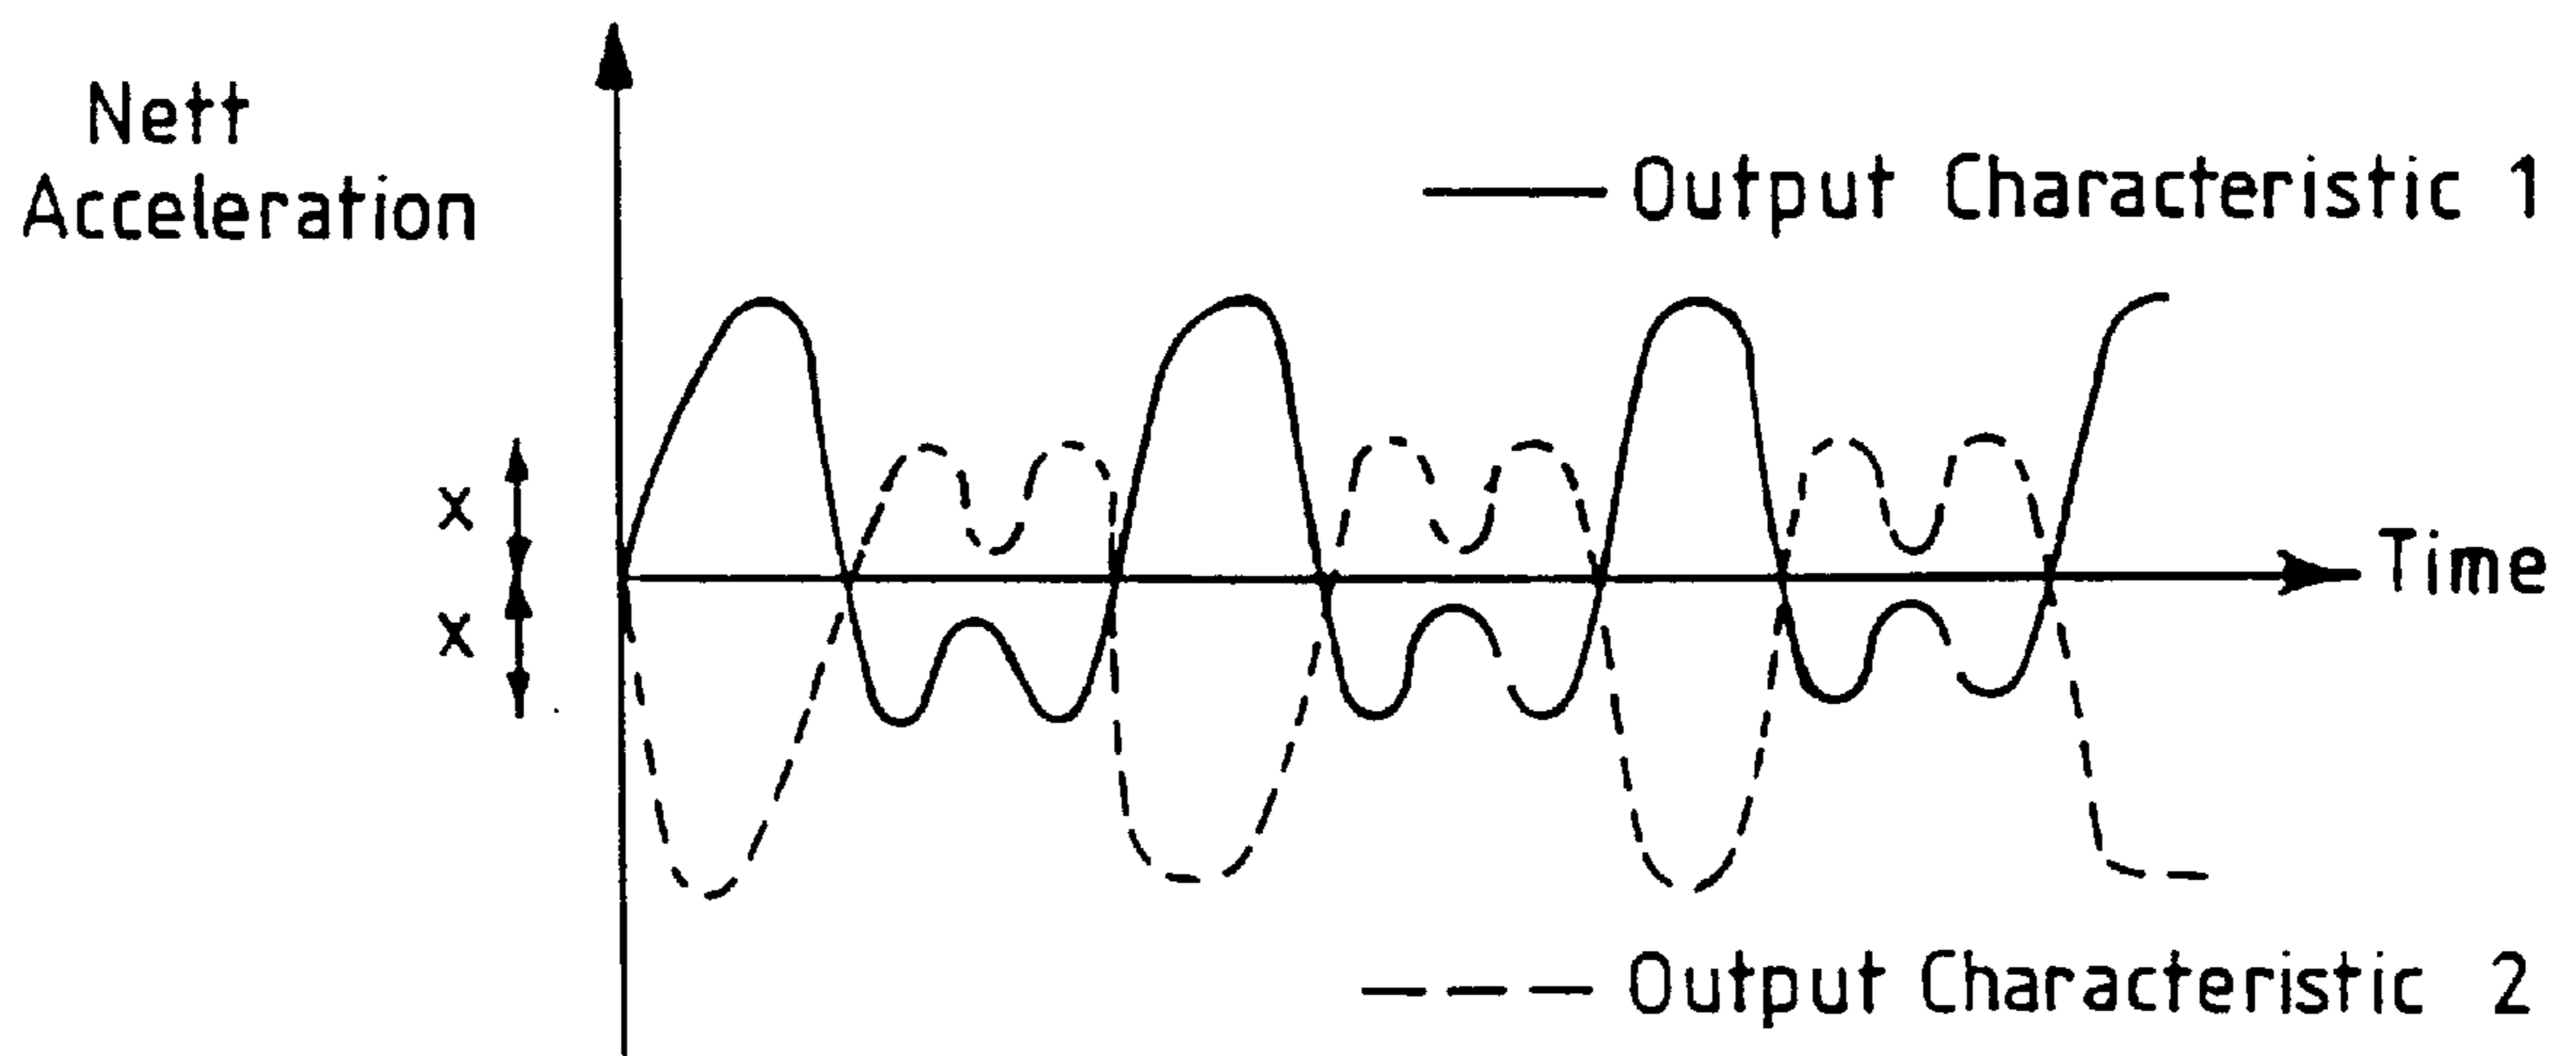 Nett
Acceleration
Output Characteristic 1
x
x
Time
Output Characteristic 2